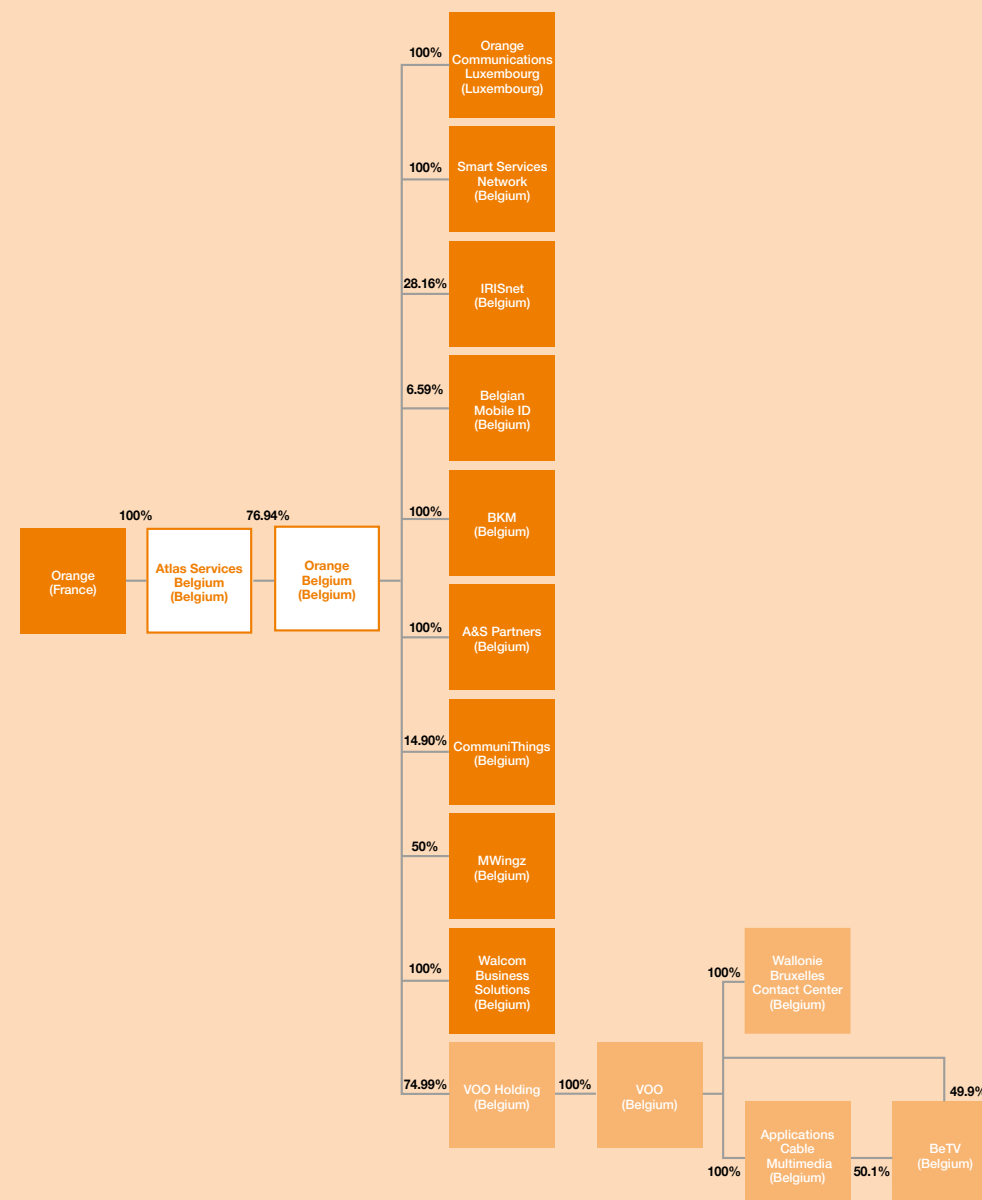 100%
Orange
Communications
Luxembourg
(Luxembourg)
100%
Smart Services
Network
(Belgium)
28.16%
IRISnet
(Belgium)
6.59%
Belgian
Mobile ID
(Belgium)
100%
BKM
(Belgium)
Orange
(France)
100%
Atlas Services
Belgium
(Belgium)
76.94%
Orange
Belgium
(Belgium)
100%
A&S Partners
(Belgium)
14.90%
CommuniThings
(Belgium)
50%
MWingz
(Belgium)
100%
Walcom
Business
Solutions
(Belgium)
74.99%
VOO Holding
(Belgium)
100%
VOO
(Belgium)
100%
Wallonie
Bruxelles
Contact Center
(Belgium)
100%
Applications
Cable
Multimedia
(Belgium)
50.1%
49.9%
BeTV
(Belgium)